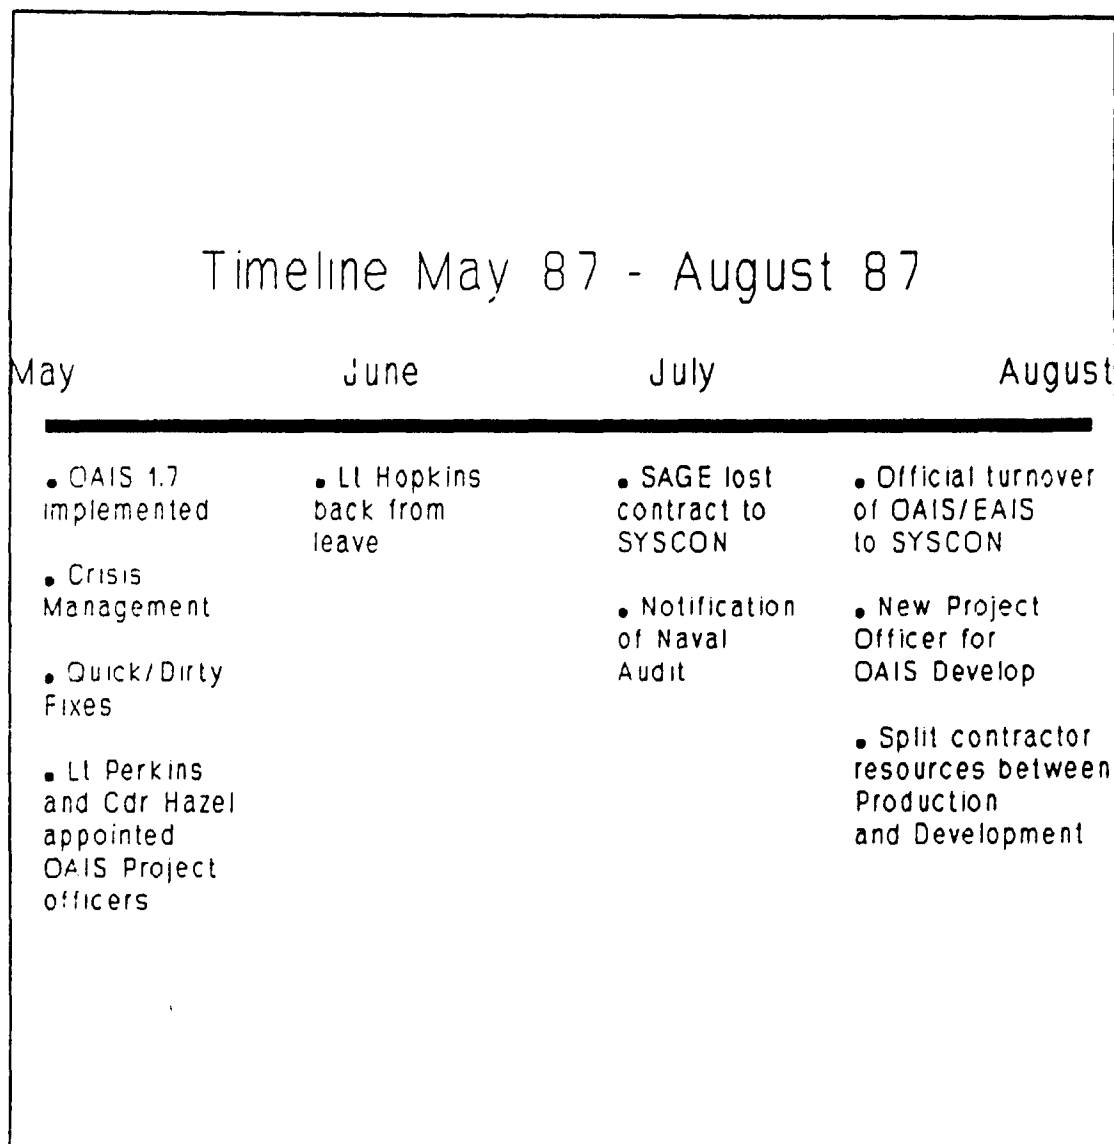 Timeline May 87 - August 87
May June July August
• OAIS 1.7
implemented
• Crisis
Management
• Quick/Dirty
Fixes
• Lt Perkins
and Cdr Hazel
appointed
OAIS Project
officers
• Lt Hopkins
back from
leave
• SAGE lost
contract to
SYSCON
• Notification
of Naval
Audit
• Official turnover
of OAIS/EAIS
to SYSCON
• New Project
Officer for
OAIS Develop
• Split contractor
resources between
Production
and Development